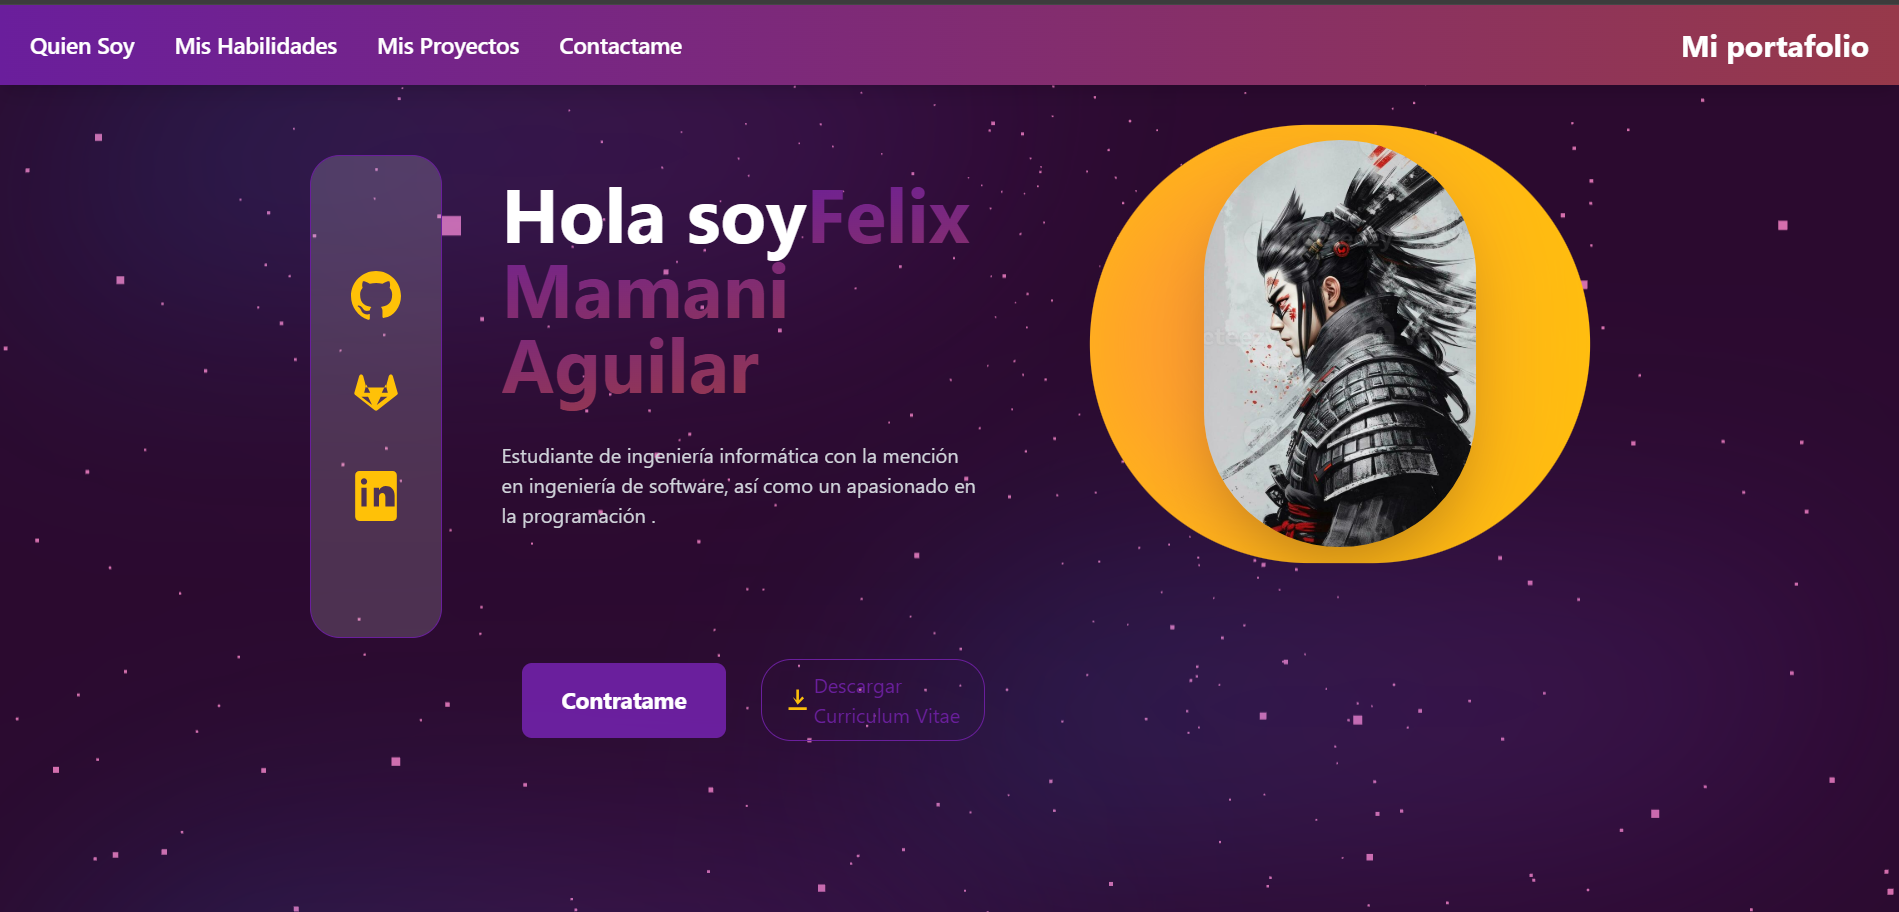 Quien Soy Mis Habilidades Mis Proyectos Contactame Mi portafolio
Hola soyFelix
Mamani
Aguilar
Estudiante de ingeniería informática con la mención
en ingeniería de software, así como un apasionado en
la programación .
Contratame
Descargar
Curriculum Vitae
in